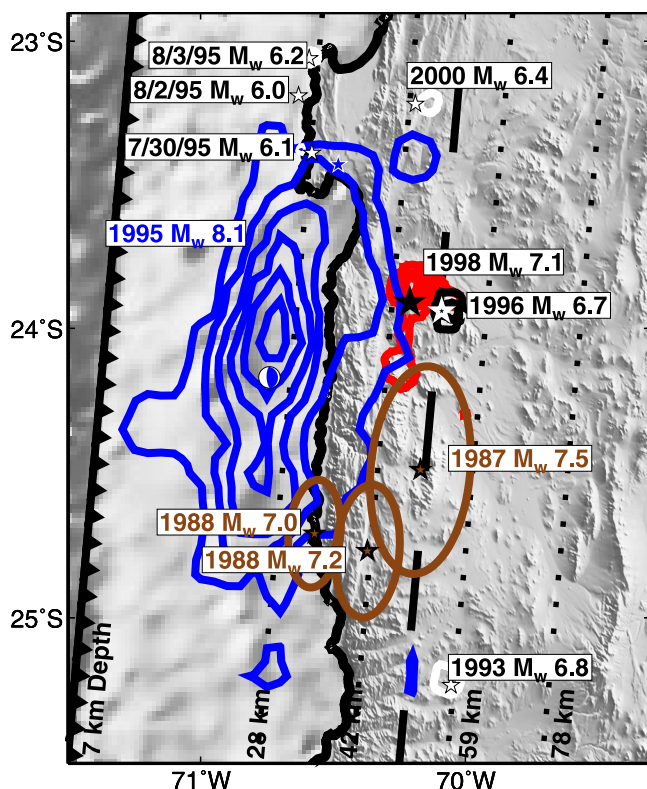 23°S
24°S
25°S
71°W
70°W
8/3/95 Mw 6.2
8/2/95 Mw 6.0
7/30/95 Mw 6.1
2000 Mw 6.4
1995 Mw 8.1
1998 Mw 7.1
1996 Mw 6.7
1987 Mw 7.5
1988 Mw 7.0
1988 Mw 7.2
1993 Mw 6.8
7 km Depth
28 km
42 km
59 km
78 km